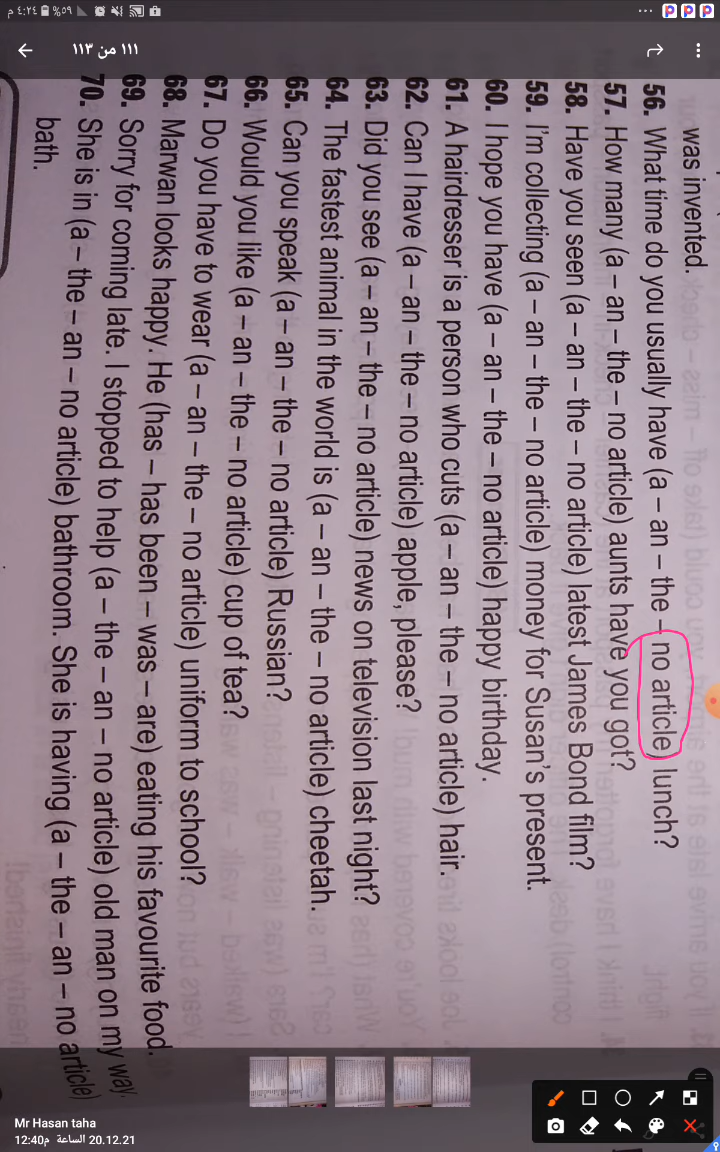 م ٤:٢٤ %٥٩
١١١ من ١١٣
was invented.
56. What time do you usually have (a – an – the – no article) lunch?
57. How many (a – an – the – no article) aunts have you got?
58. Have you seen (a – an – the – no article) latest James Bond film?
59. I'm collecting (a – an – the – no article) money for Susan's present.
60. I hope you have (a – an – the – no article) happy birthday.
61. A hairdresser is a person who cuts (a – an – the – no article) hair.
62. Can I have (a – an – the – no article) apple, please?
63. Did you see (a – an – the – no article) news on television last night?
64. The fastest animal in the world is (a – an – the – no article) cheetah.
65. Can you speak (a – an – the – no article) Russian?
66. Would you like (a – an – the – no article) cup of tea?
67. Do you have to wear (a – an – the – no article) uniform to school?
68. Marwan looks happy. He (has – has been – was – are) eating his favourite food.
69. Sorry for coming late. I stopped to help (a – the – an – no article) old man on my way.
70. She is in (a – the – an – no article) bathroom. She is having (a – the – an – no article)
bath.
Mr Hasan taha
20.12.21 الساعة 12:40م